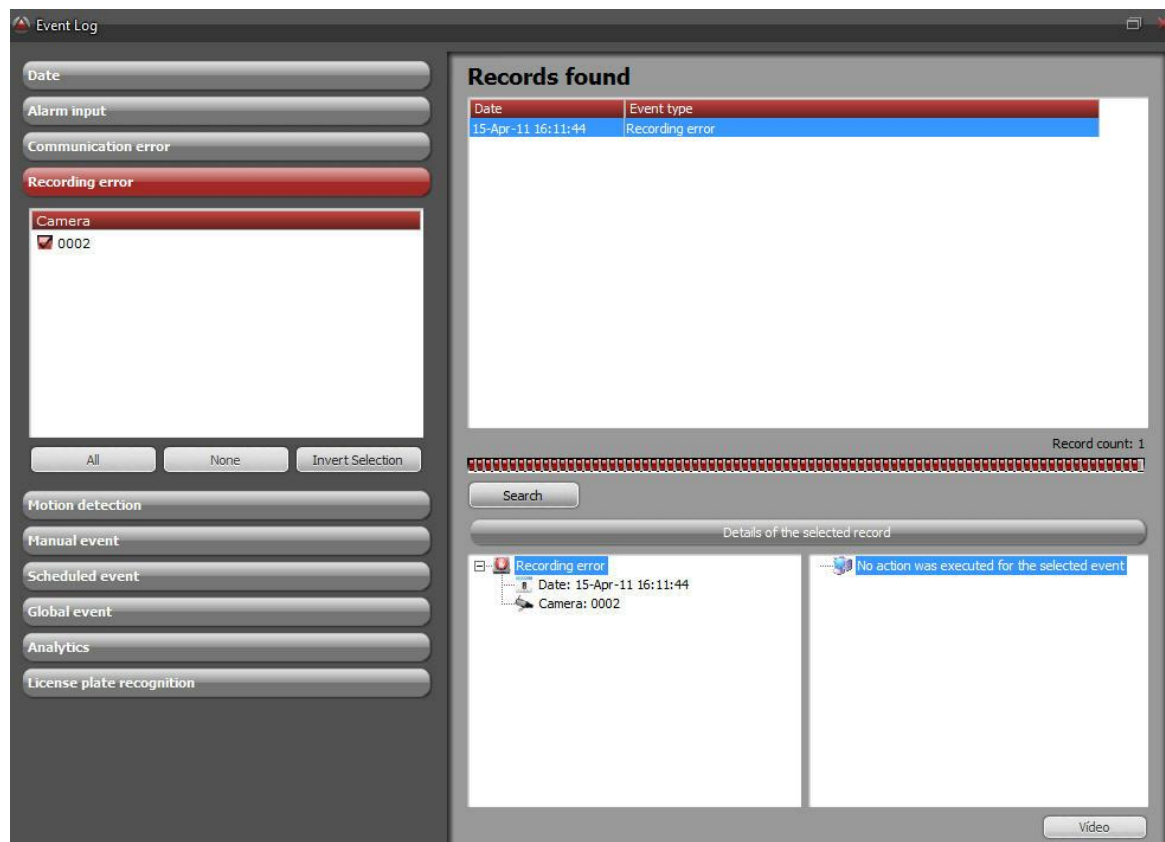 Event Log
Date
Alarm input
Communication error
Recording error
Camera
0002
All None Invert Selection
Motion detection
Manual event
Scheduled event
Global event
Analytics
License plate recognition
Records found
Date Event type
15-Apr-11 16:11:44 Recording error
Record count: 1
Search
Details of the selected record
Recording error
Date: 15-Apr-11 16:11:44
Camera: 0002
No action was executed for the selected event
Vídeo